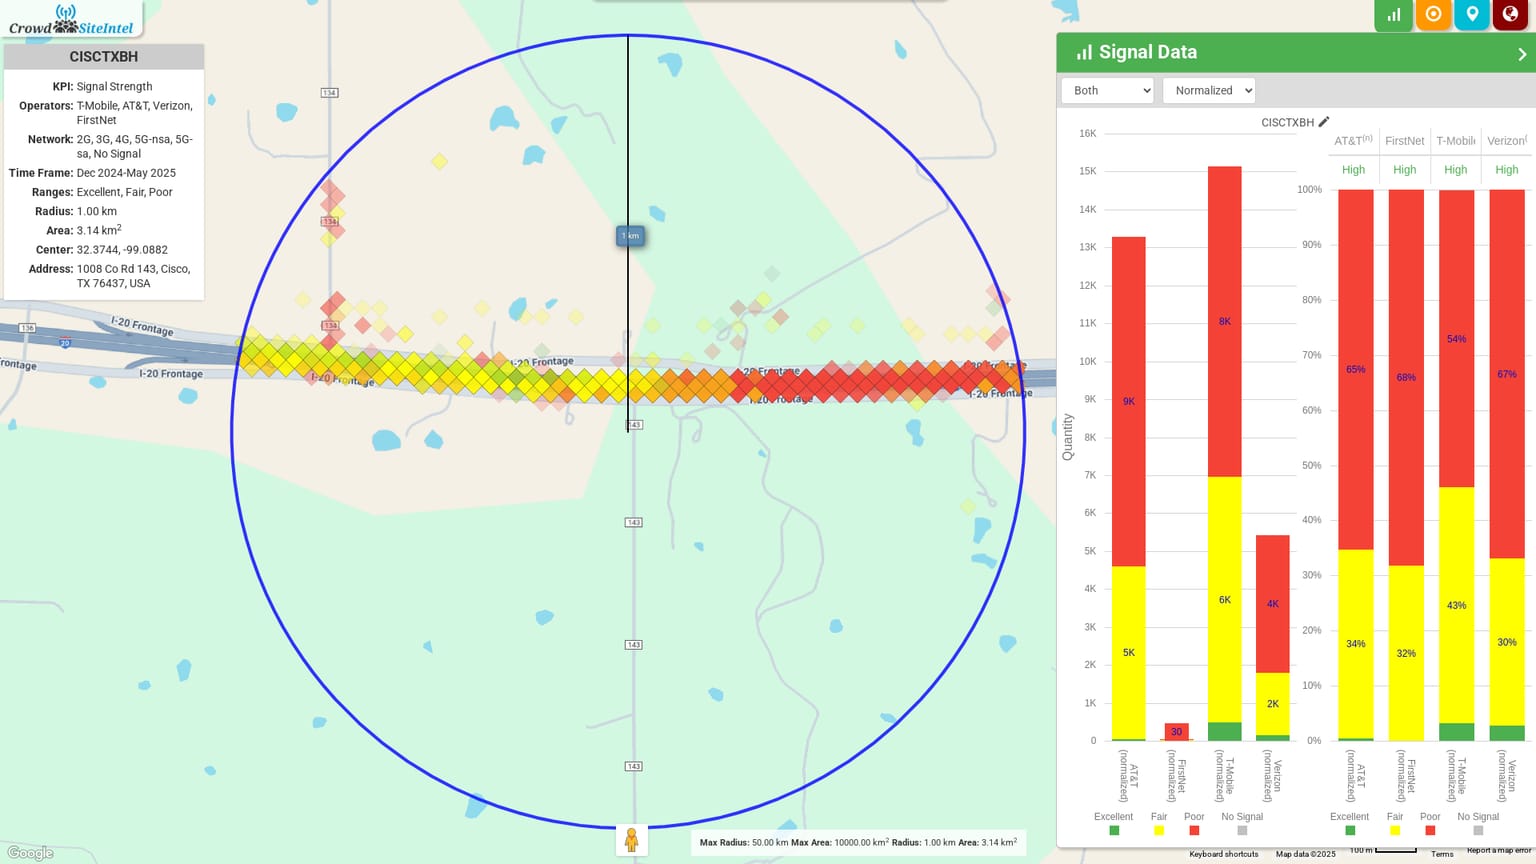 CrowdSiteIntel
CISCTXBH
KPI: Signal Strength
Operators: T-Mobile, AT&T, Verizon,
FirstNet
Network: 2G, 3G, 4G, 5G-nsa, 5G-
sa, No Signal
Time Frame: Dec 2024-May 2025
Ranges: Excellent, Fair, Poor
Radius: 1.00 km
Area: 3.14 km²
Center: 32.3744, -99.0882
Address: 1008 Co Rd 143, Cisco,
TX 76437, USA
134
134
134
1 km
136
20
I-20 Frontage
I-20 Frontage
I-20 Frontage
I-20 Frontage
I-20 Frontage
I-20 Frontage
I-20 Frontage
I-20 Frontage
143
143
143
143
Google
Max Radius: 50.00 km Max Area: 10000.00 km² Radius: 1.00 km Area: 3.14 km²
Signal Data
Both
Normalized
CISCTXBH
Quantity
16K
15K
14K
13K
12K
11K
10K
9K
8K
7K
6K
5K
4K
3K
2K
1K
0
9K
5K
30
8K
6K
4K
2K
AT&T (normalized)
FirstNet (normalized)
T-Mobile (normalized)
Verizon (normalized)
Excellent
Fair
Poor
No Signal
AT&T(n)
FirstNet
T-Mobile
Verizon(
High
High
High
High
100%
90%
80%
70%
60%
50%
40%
30%
20%
10%
0%
65%
34%
68%
32%
54%
43%
67%
30%
AT&T (normalized)
FirstNet (normalized)
T-Mobile (normalized)
Verizon (normalized)
Excellent
Fair
Poor
No Signal
Keyboard shortcuts
Map data ©2025
100 m
Terms
Report a map error